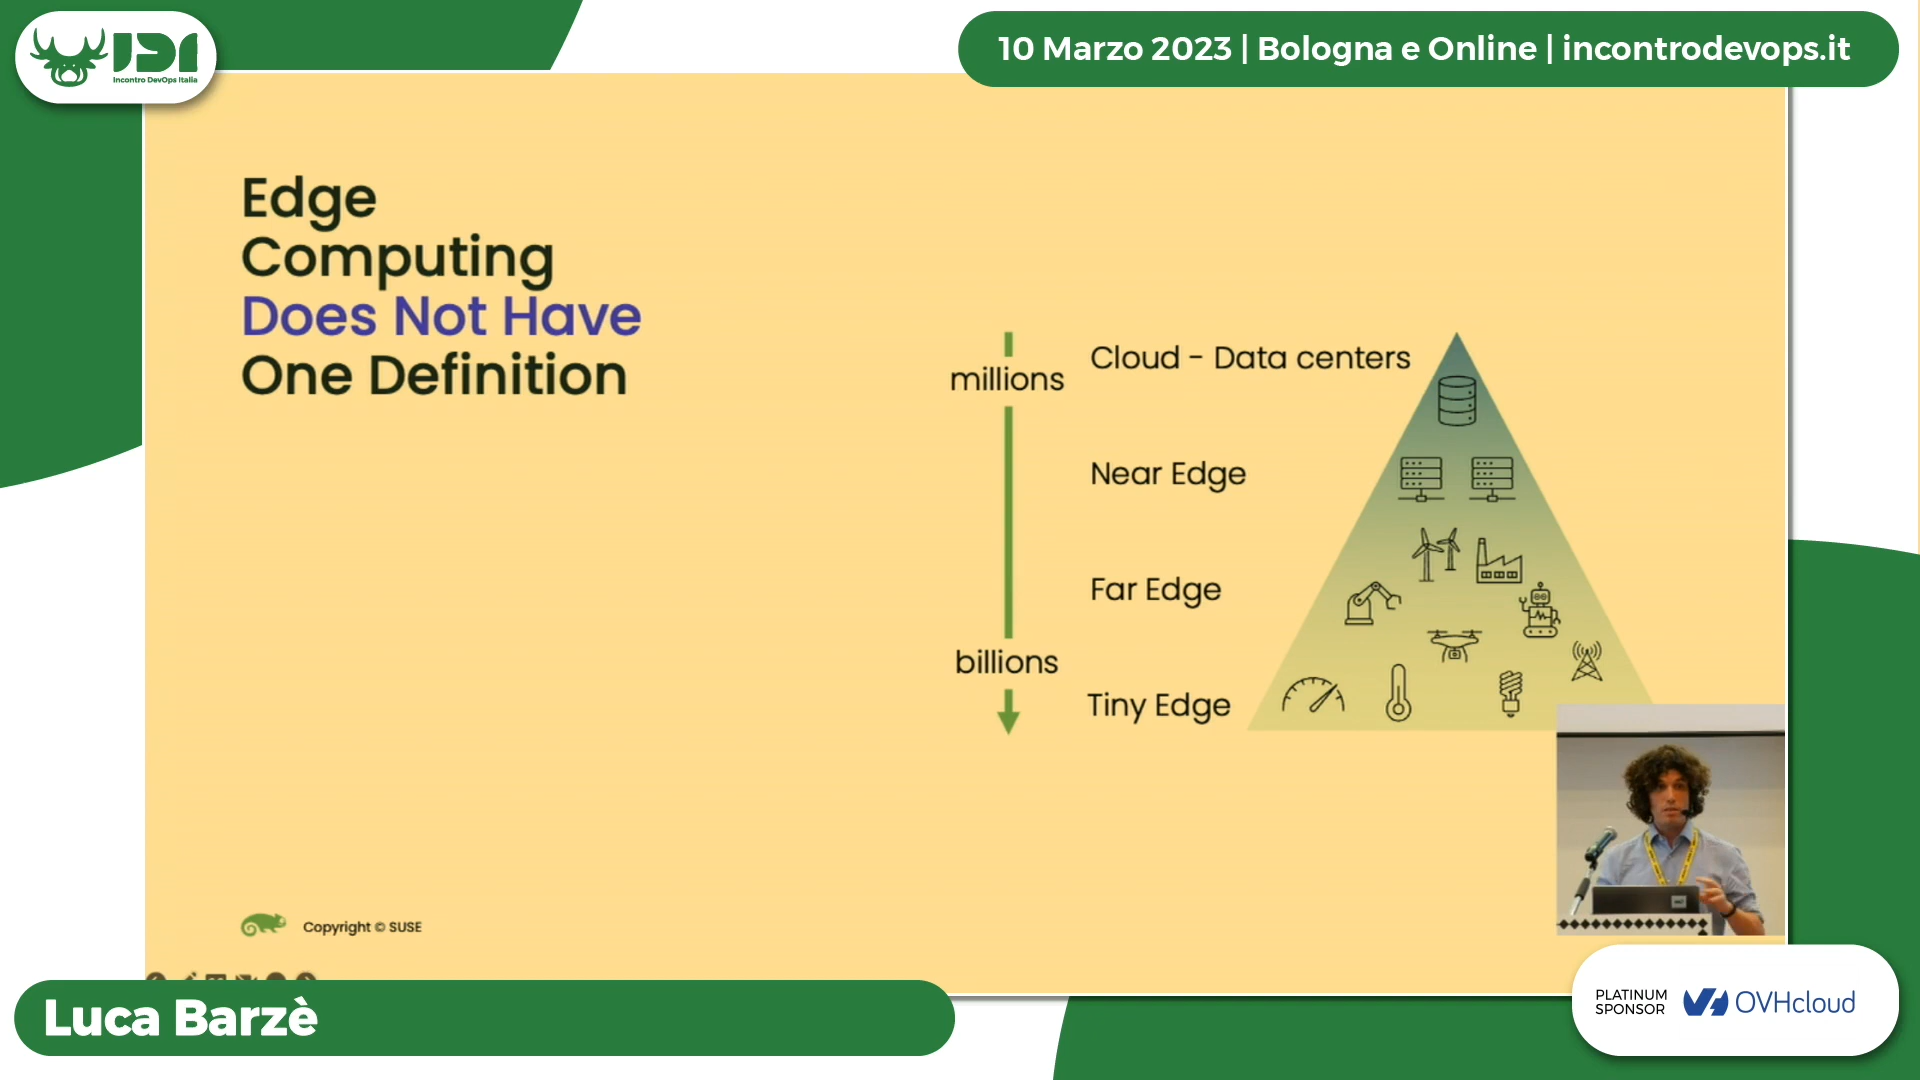 IDI
Incontro DevOps Italia
10 Marzo 2023 | Bologna e Online | incontrodevops.it
Edge
Computing
Does Not Have
One Definition
millions
billions
Cloud - Data centers
Near Edge
Far Edge
Tiny Edge
Copyright © SUSE
Luca Barzè
PLATINUM
SPONSOR
OVHcloud